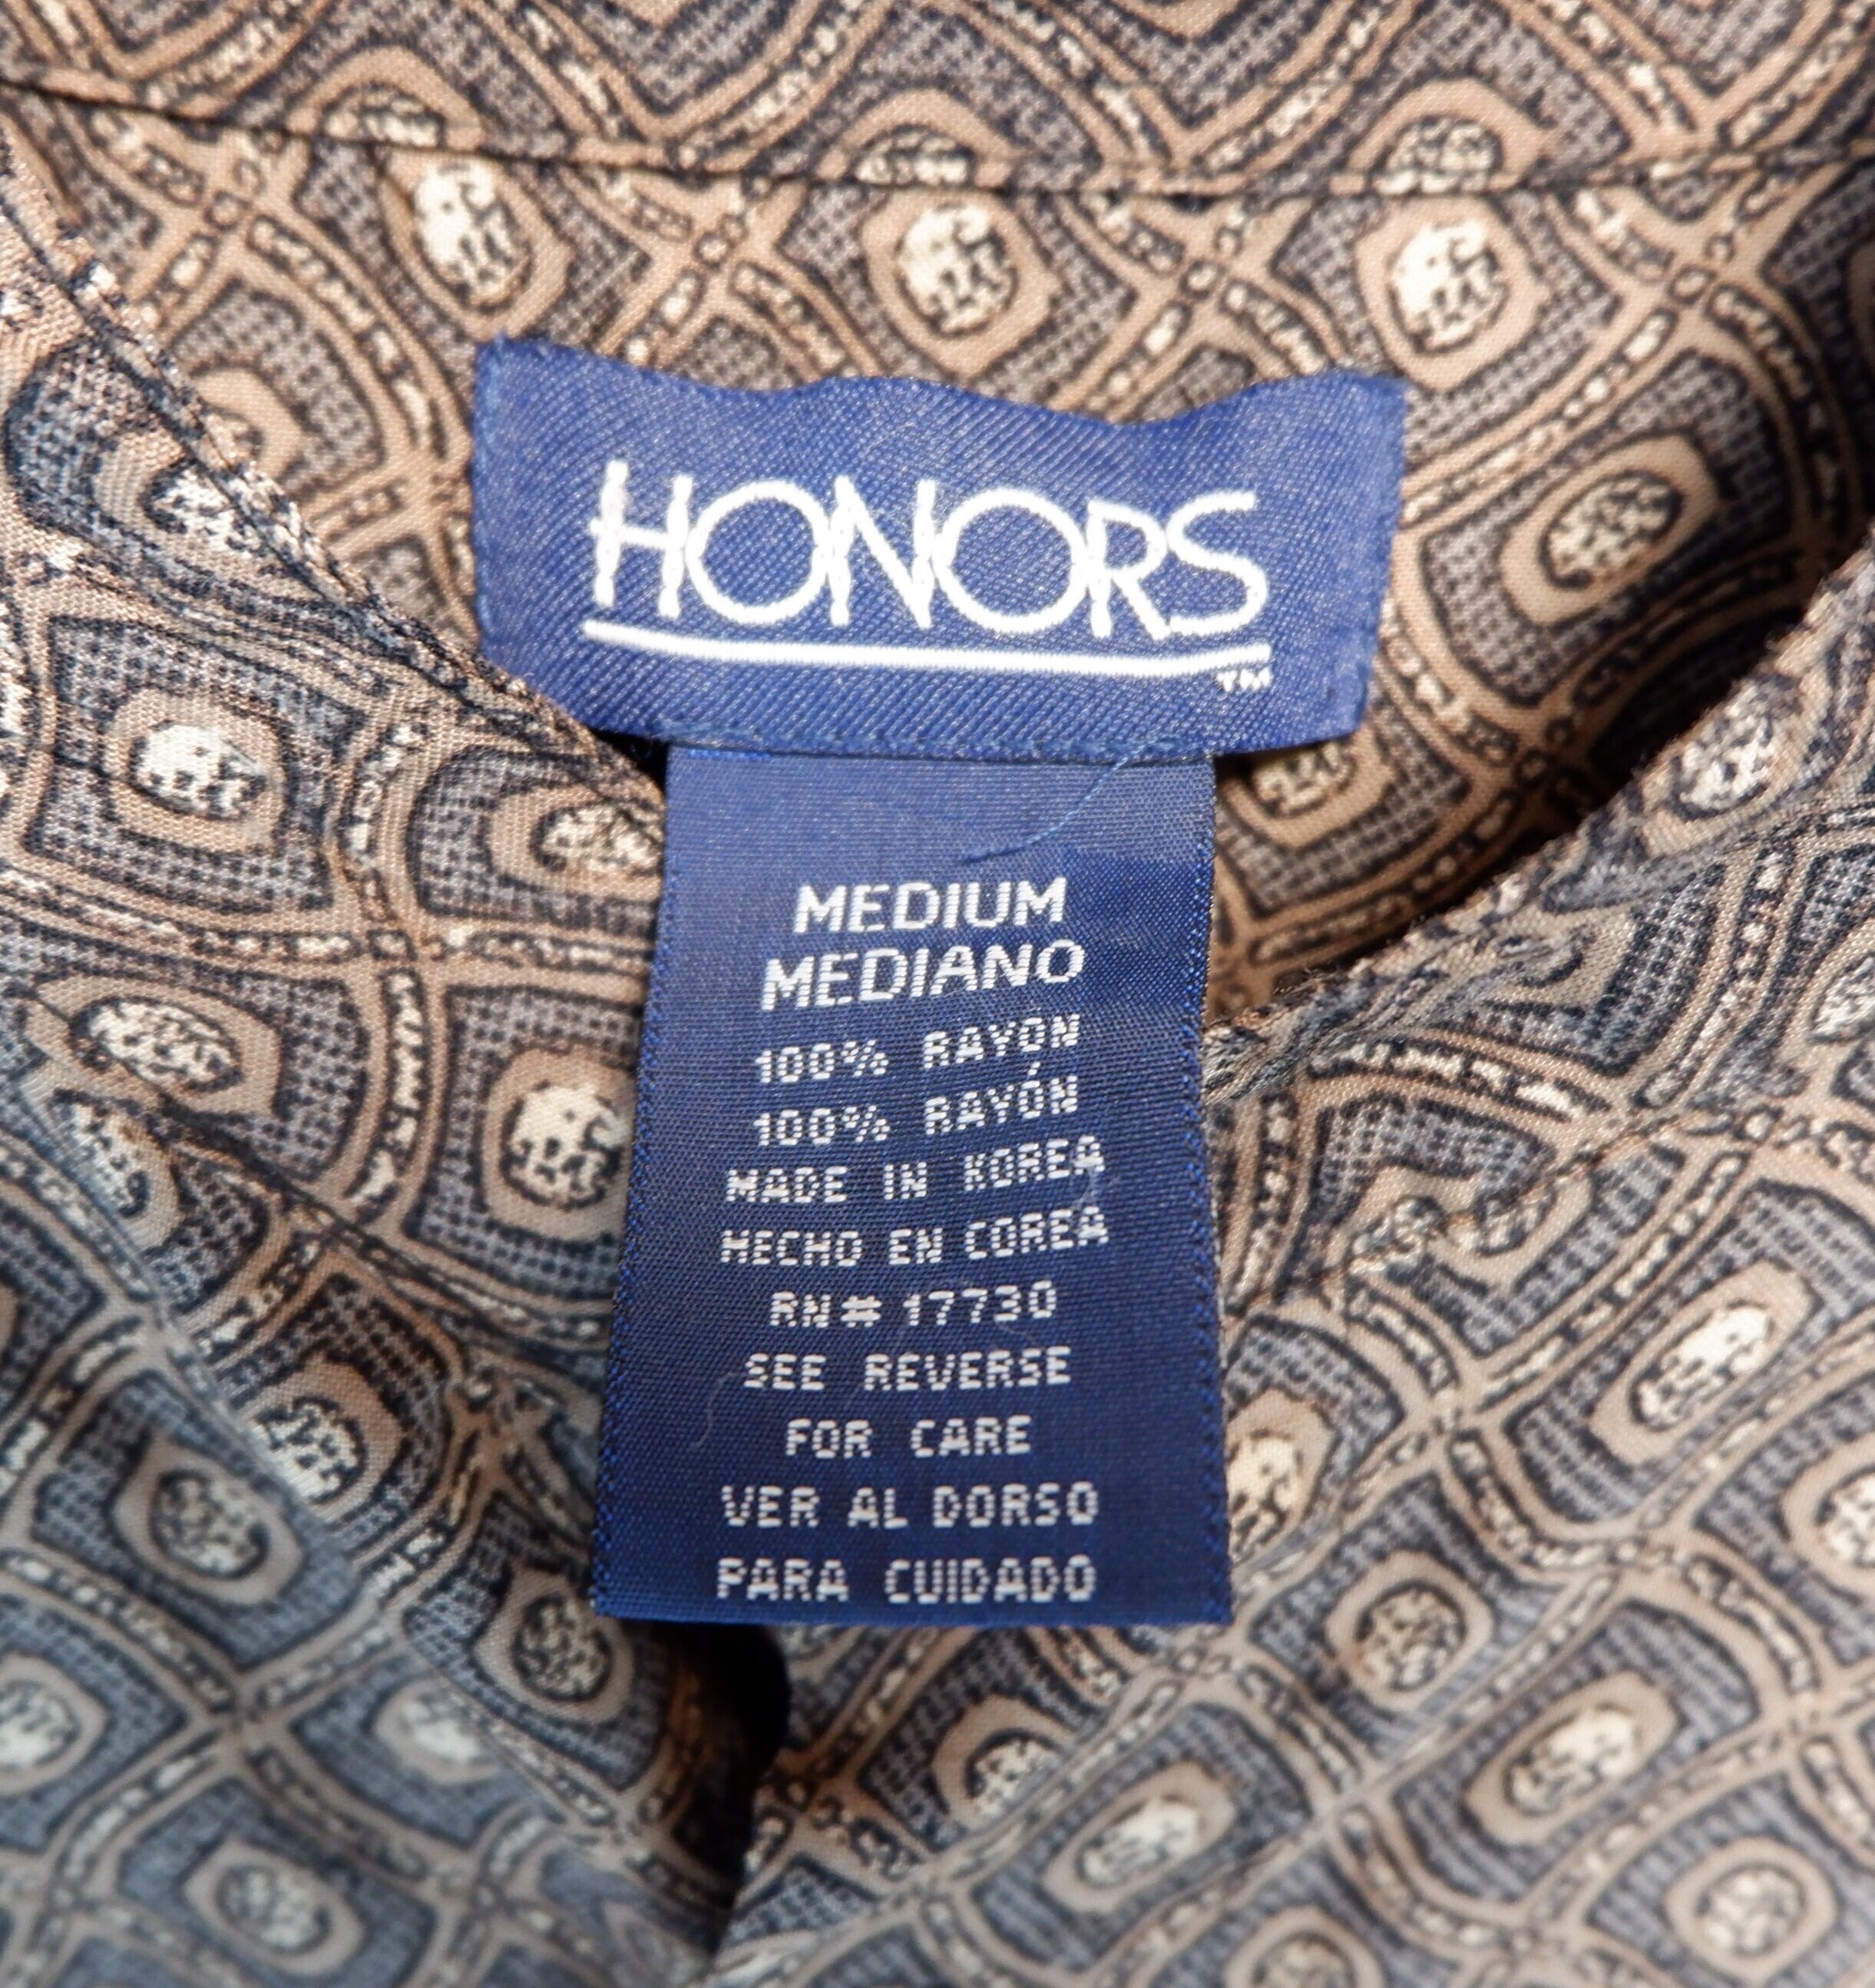 HONORS
TM
MEDIUM
MEDIANO
100% RAYON
100% RAYÓN
MADE IN KOREA
HECHO EN COREA
RN# 17730
SEE REVERSE
FOR CARE
VER AL DORSO
PARA CUIDADO